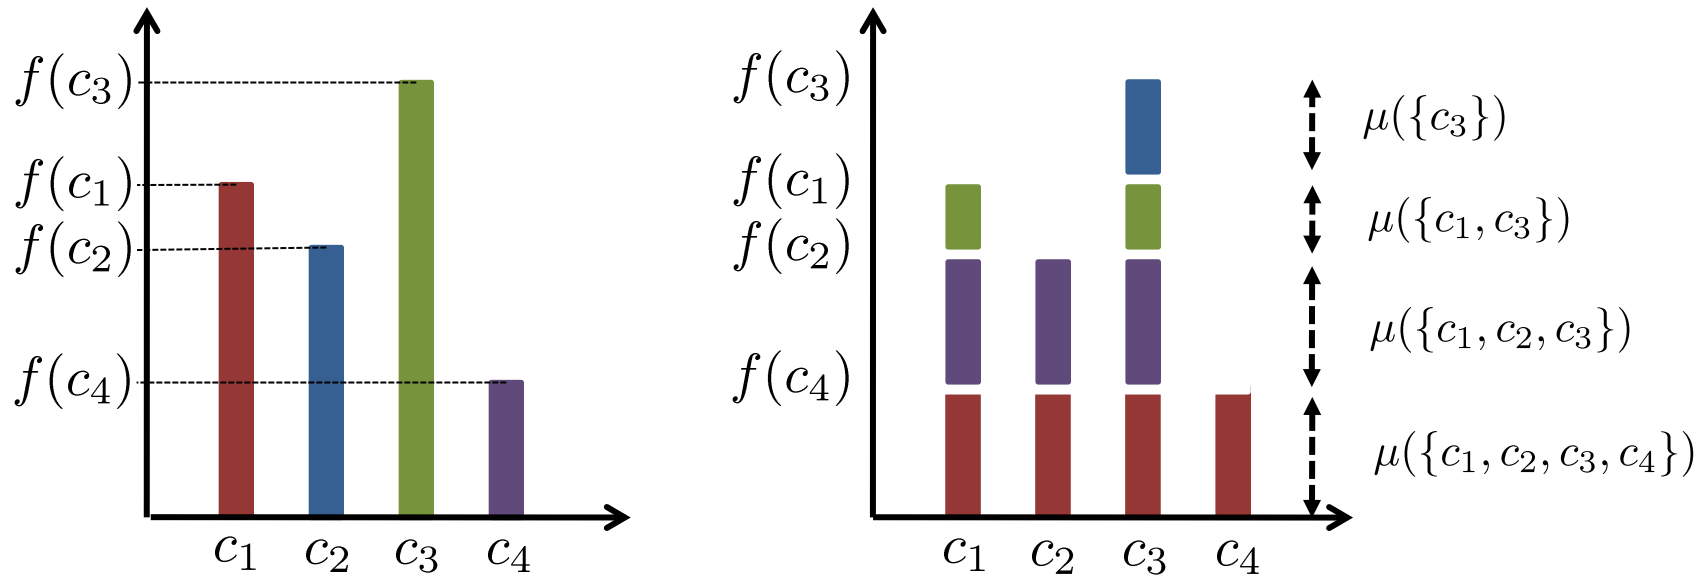 f(c₃)
f(c₁)
f(c₂)
f(c₄)
c₁ c₂ c₃ c₄
f(c₃)
f(c₁)
f(c₂)
f(c₄)
c₁ c₂ c₃ c₄
μ({c₃})
μ({c₁, c₃})
μ({c₁, c₂, c₃})
μ({c₁, c₂, c₃, c₄})